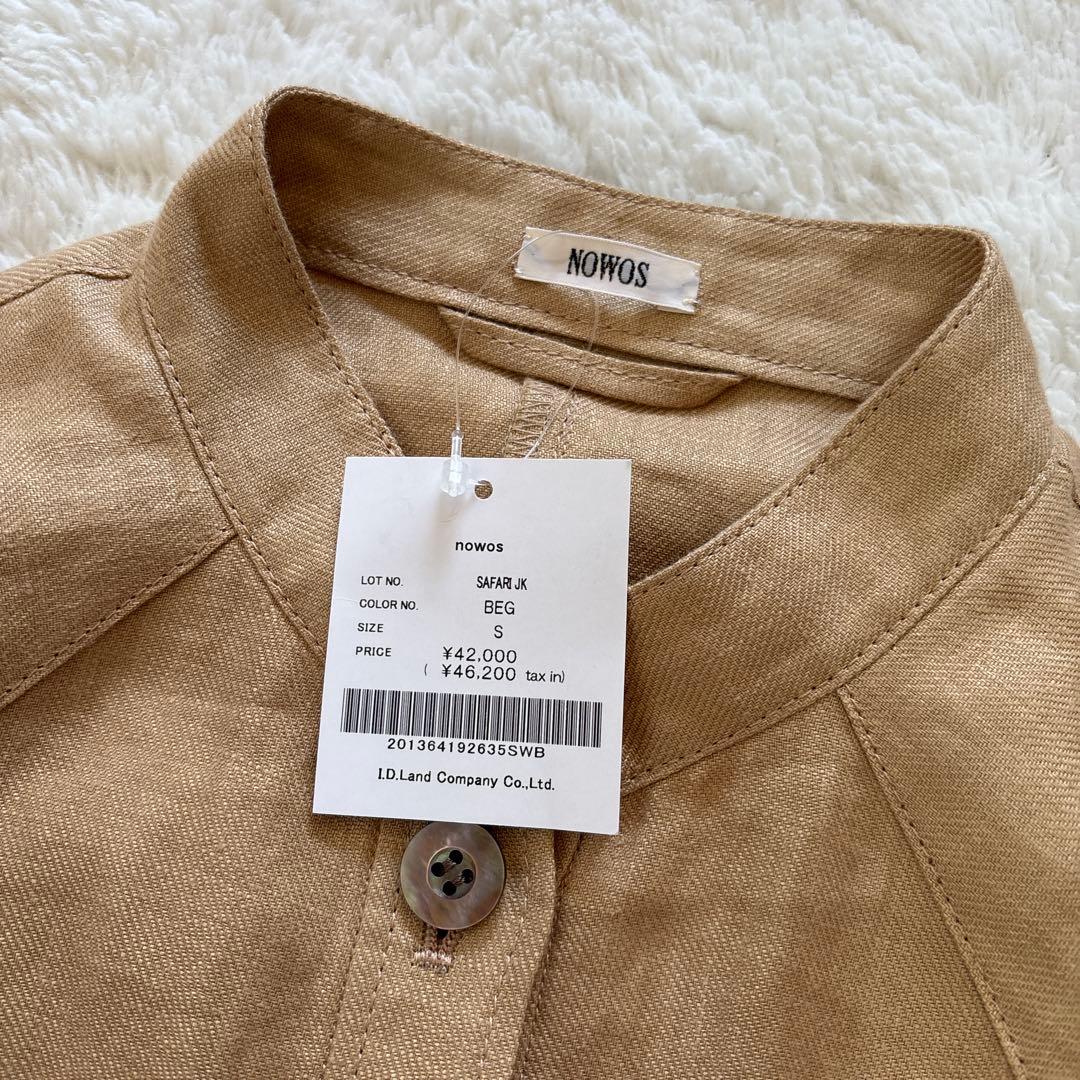 NOWOS
nowos
LOT NO. SAFARI JK
COLOR NO. BEG
SIZE S
PRICE ¥42,000
( ¥46,200 tax in)
201364192635SWB
I.D.Land Company Co.,Ltd.